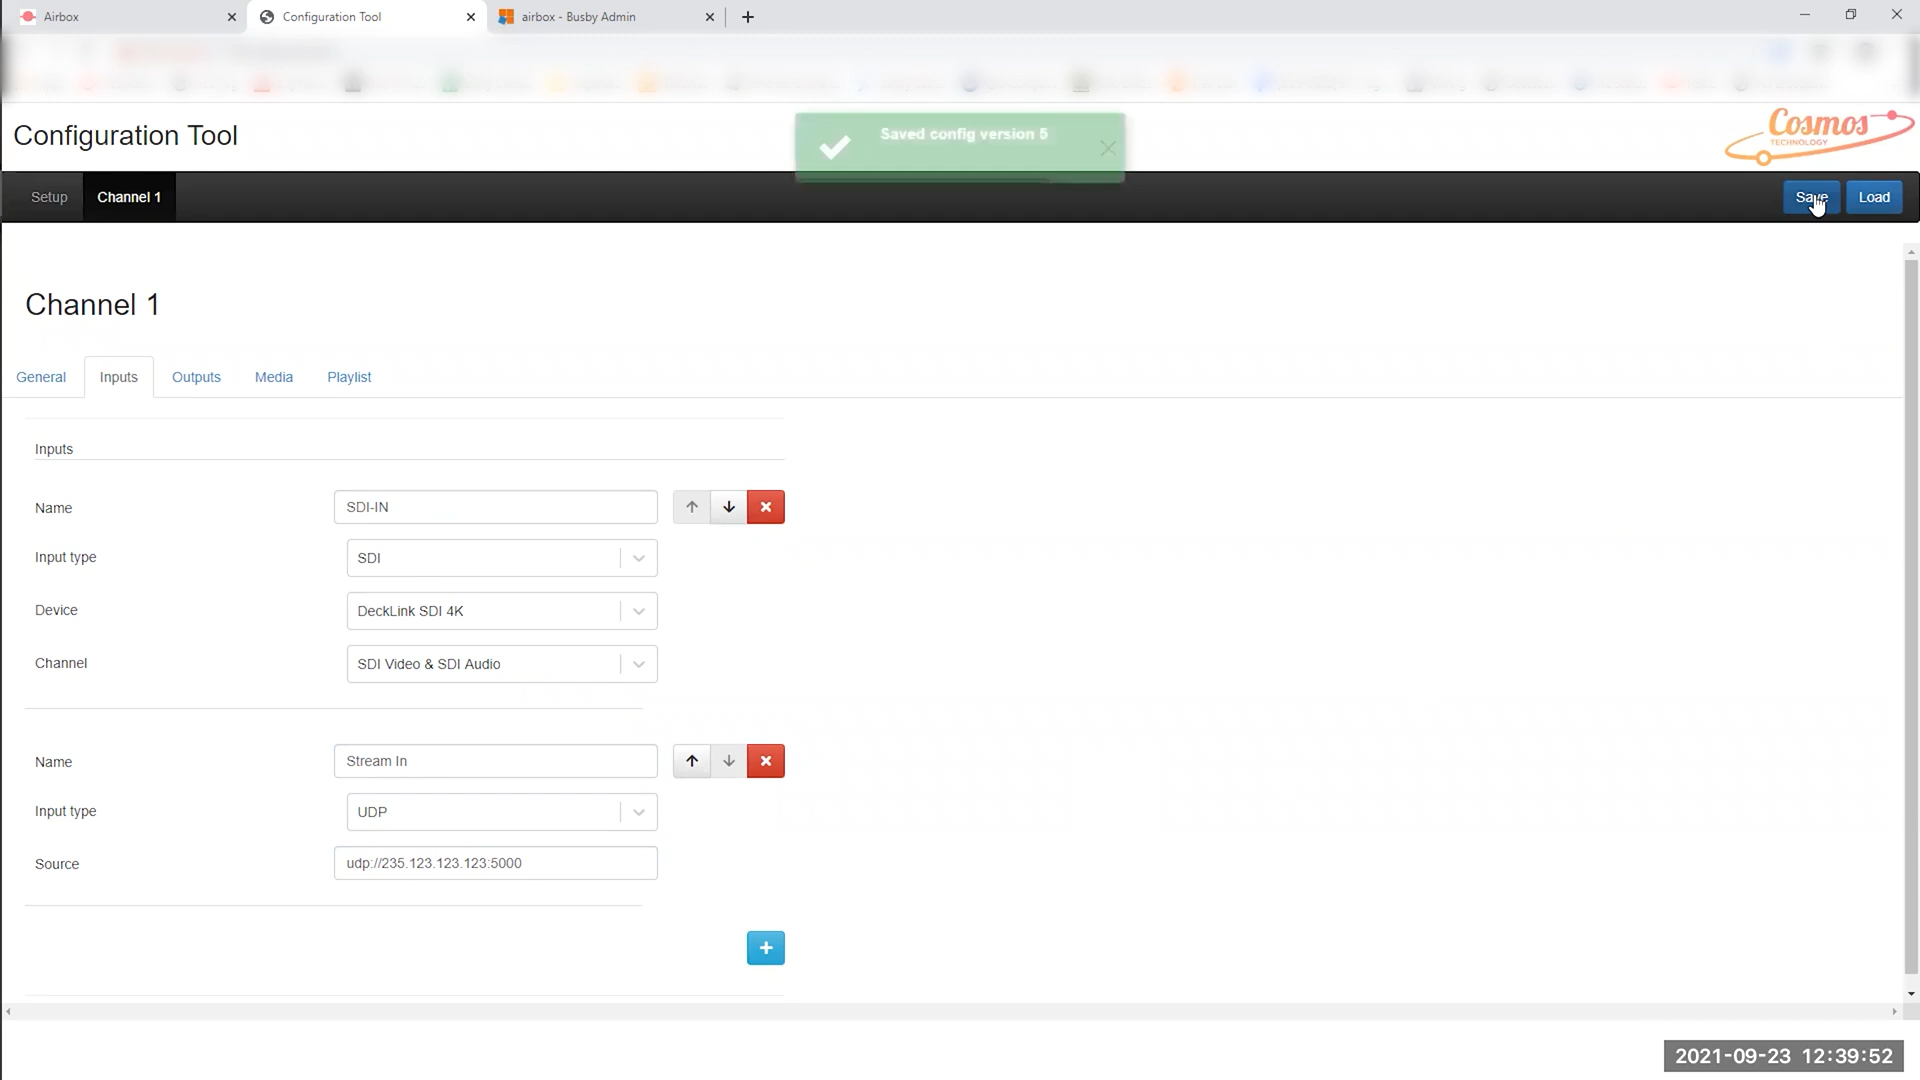 Airbox
Configuration Tool
airbox - Busby Admin
Configuration Tool
Saved config version 5
Cosmos
TECHNOLOGY
Setup
Channel 1
Save
Load
Channel 1
General
Inputs
Outputs
Media
Playlist
Inputs
Name
SDI-IN
Input type
SDI
Device
DeckLink SDI 4K
Channel
SDI Video & SDI Audio
Name
Stream In
Input type
UDP
Source
udp://235.123.123.123:5000
2021-09-23 12:39:52